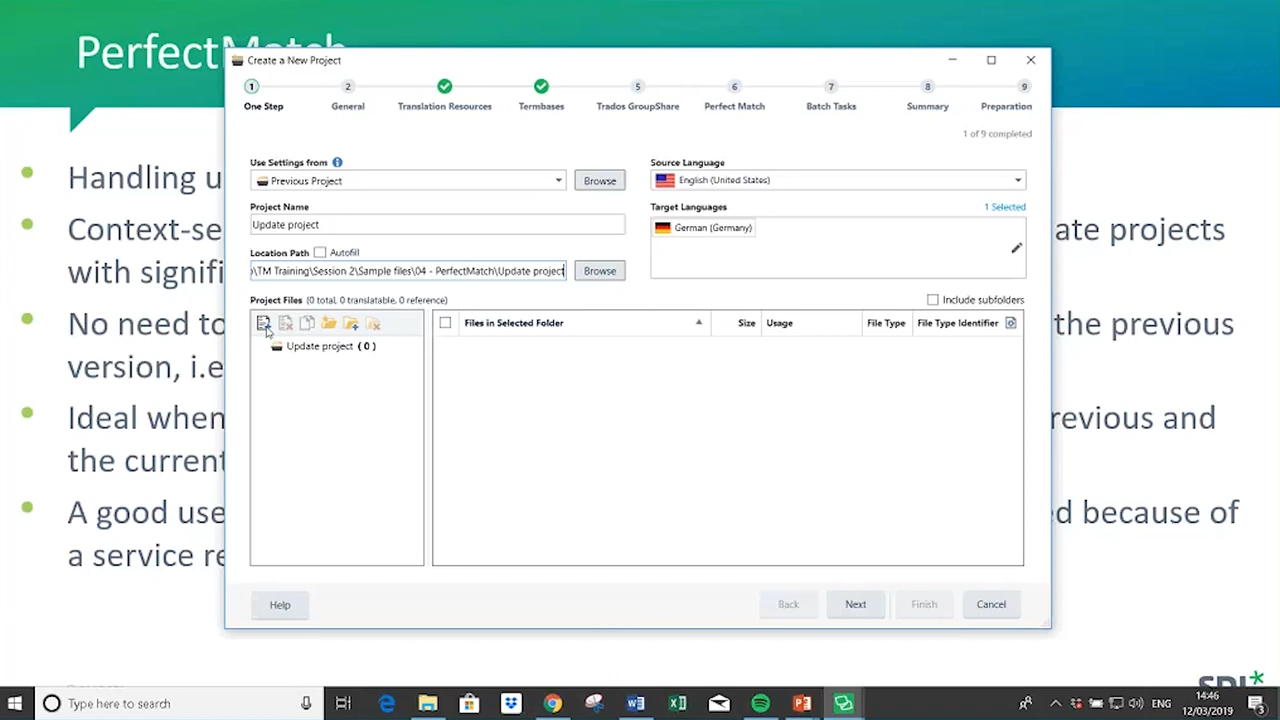 PerfectMatch
Create a New Project
1 2 5 6 7 8 9
One Step General Translation Resources Termbases Trados GroupShare Perfect Match Batch Tasks Summary Preparation
1 of 9 completed
Use Settings from
Previous Project
Browse
Source Language
English (United States)
Project Name
Update project
Target Languages
1 Selected
German (Germany)
Location Path
Autofill
\TM Training\Session 2\Sample files\04 - PerfectMatch\Update project
Browse
Project Files (0 total, 0 translatable, 0 reference)
Include subfolders
Files in Selected Folder Size Usage File Type File Type Identifier
Update project ( 0 )
Help
Back Next Finish Cancel
Handling u
Context-se
ate projects
with signifi
No need to
the previous
version, i.e
Ideal when
revious and
the current
A good use
d because of
a service re
SDL*
Type here to search
ENG
14:46
12/03/2019
3